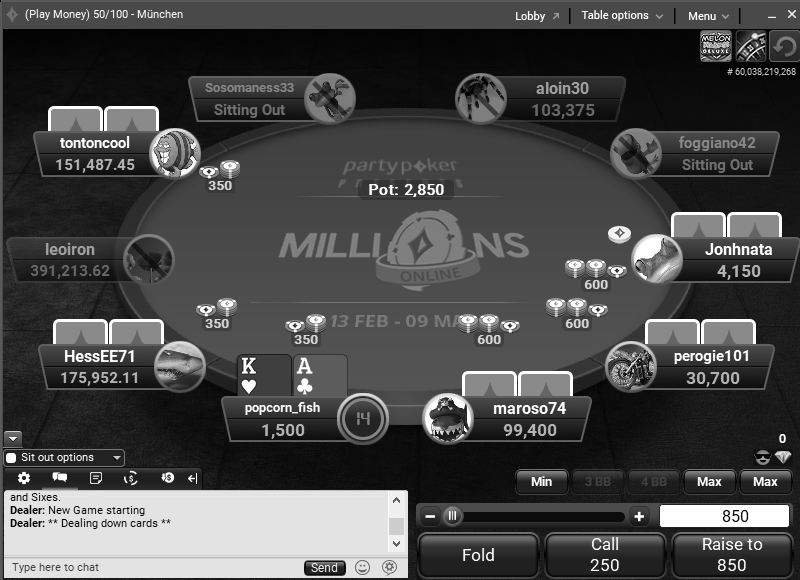 (Play Money) 50/100 - München
Lobby
Table options
Menu
MELON
DELUXE
# 60,038,219,268
Sosomaness33
Sitting Out
aloin30
103,375
tontoncool
151,487.45
foggiano42
Sitting Out
350
partypoker
Pot: 2,850
leoiron
391,213.62
MILLIONS
ONLINE
Jonhnata
4,150
600
350
350
13 FEB - 09 MA
600
600
HessEE71
175,952.11
K
A
popcorn_fish
1,500
14
maroso74
99,400
perogie101
30,700
0
Sit out options
Min
3 BB
4 BB
Max
Max
and Sixes.
Dealer: New Game starting
Dealer: ** Dealing down cards **
850
Type here to chat
Send
Fold
Call
250
Raise to
850